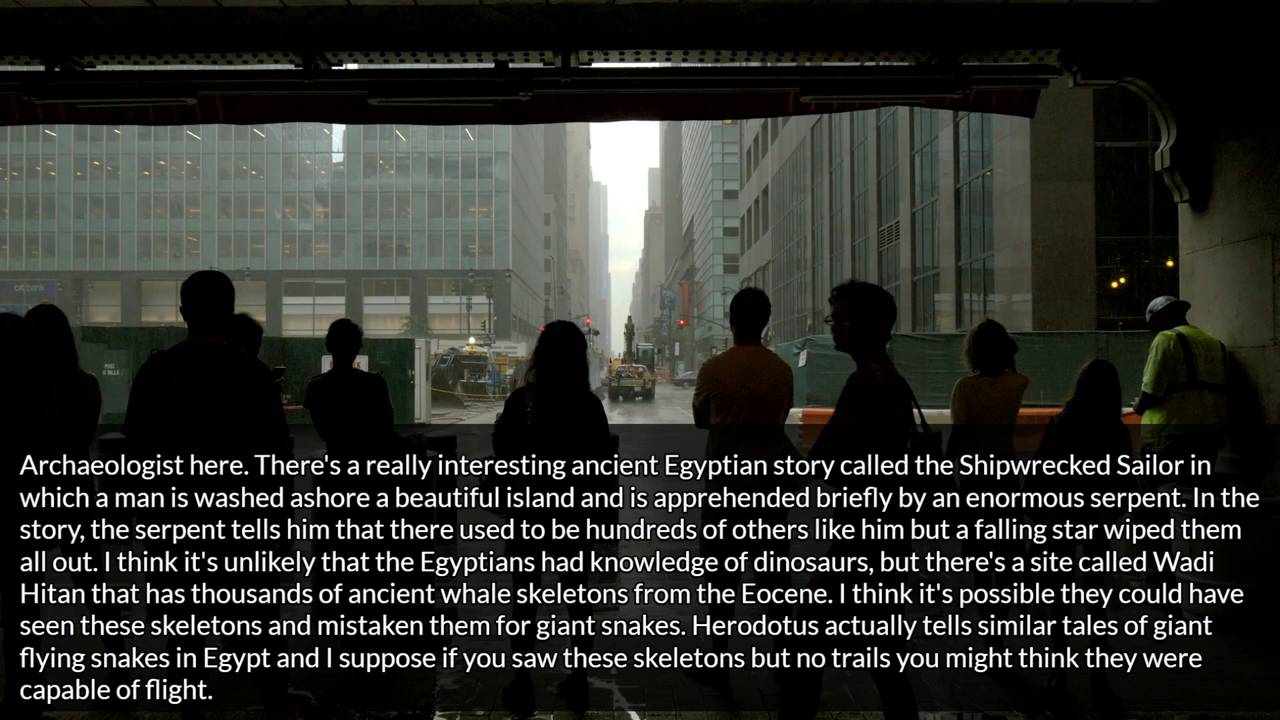 citibank
Archaeologist here. There's a really interesting ancient Egyptian story called the Shipwrecked Sailor in
which a man is washed ashore a beautiful island and is apprehended briefly by an enormous serpent. In the
story, the serpent tells him that there used to be hundreds of others like him but a falling star wiped them
all out. I think it's unlikely that the Egyptians had knowledge of dinosaurs, but there's a site called Wadi
Hitan that has thousands of ancient whale skeletons from the Eocene. I think it's possible they could have
seen these skeletons and mistaken them for giant snakes. Herodotus actually tells similar tales of giant
flying snakes in Egypt and I suppose if you saw these skeletons but no trails you might think they were
capable of flight.